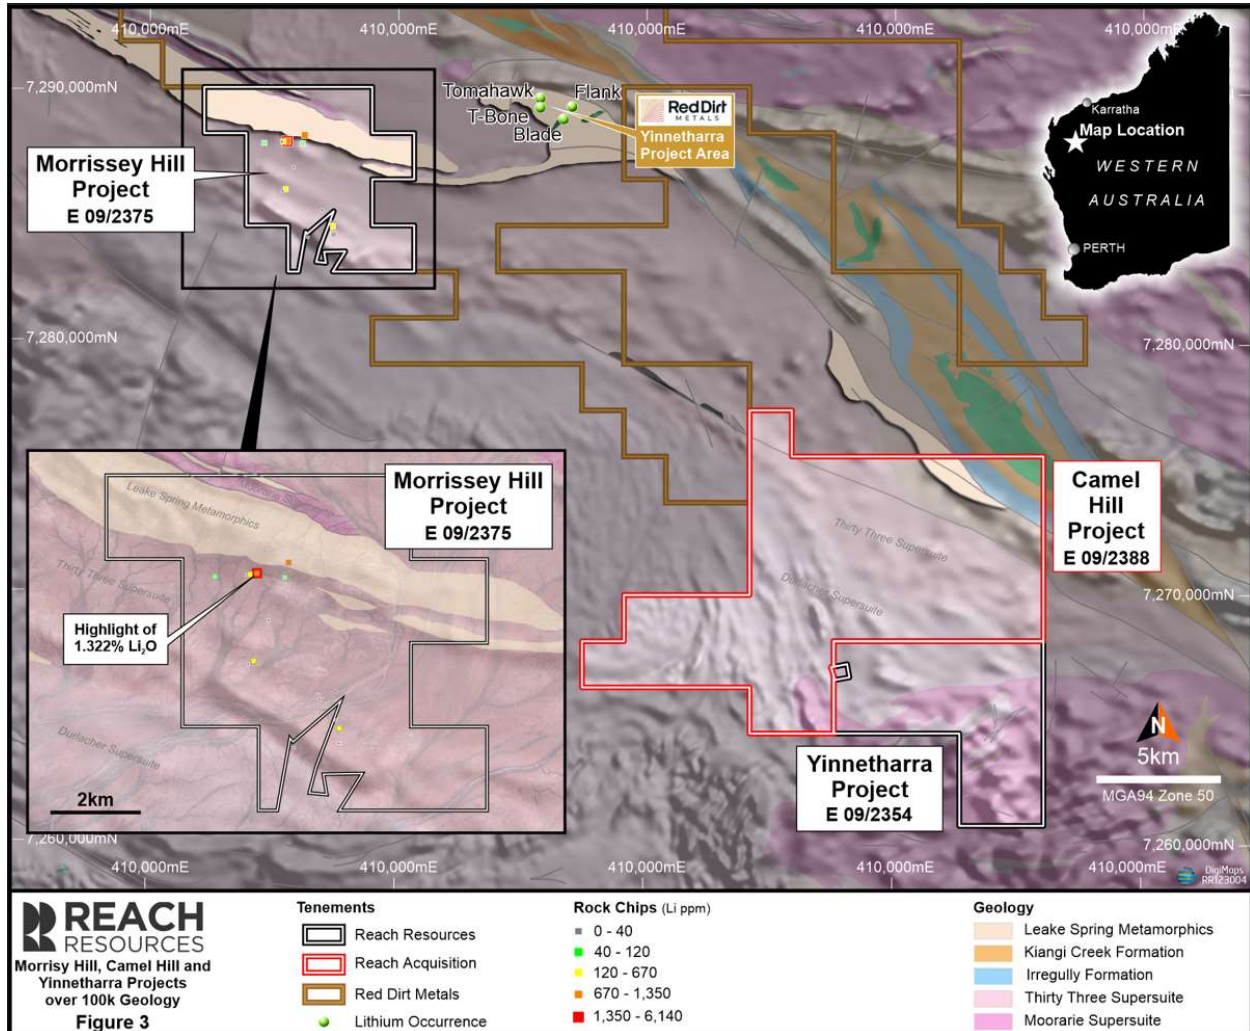 410,000mE
410,000mE
410,000mE
410,000mE
410,000mE
7,290,000mN
Tomahawk
Flank
T-Bone
Blade
Red Dirt
METALS
Yinnetharra
Project Area
Karratha
Map Location
WESTERN
AUSTRALIA
PERTH
Morrissey Hill
Project
E 09/2375
7,280,000mN
7,280,000mN
Morrissey Hill
Project
E 09/2375
Leake Spring Metamorphics
Moorarie Suite
Thirty Three Supersuite
Highlight of
1.322% Li₂O
Durlacher Supersuite
2km
Thirty Three Supersuite
Durlacher Supersuite
Camel
Hill
Project
E 09/2388
7,270,000mN
Yinnetharra
Project
E 09/2354
N
5km
MGA94 Zone 50
7,260,000mN
7,260,000mN
410,000mE
410,000mE
410,000mE
410,000mE
410,000mE
DigiMaps
RR123004
REACH
RESOURCES
Morrisy Hill, Camel Hill and
Yinnetharra Projects
over 100k Geology
Figure 3
Tenements
Reach Resources
Reach Acquisition
Red Dirt Metals
Lithium Occurrence
Rock Chips (Li ppm)
0 - 40
40 - 120
120 - 670
670 - 1,350
1,350 - 6,140
Geology
Leake Spring Metamorphics
Kiangi Creek Formation
Irregully Formation
Thirty Three Supersuite
Moorarie Supersuite